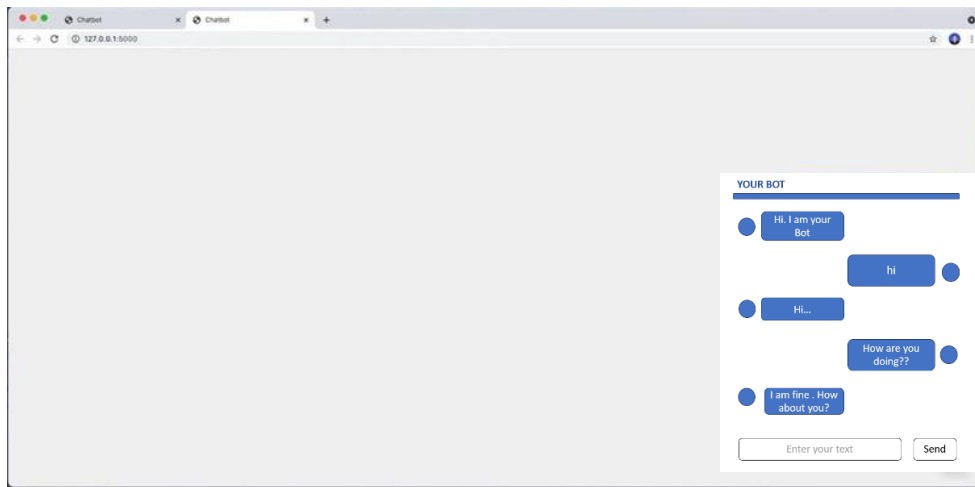 Chatbot
Chatbot
127.0.0.1:5000
YOUR BOT
Hi. I am your
Bot
hi
Hi...
How are you
doing??
I am fine . How
about you?
Enter your text
Send